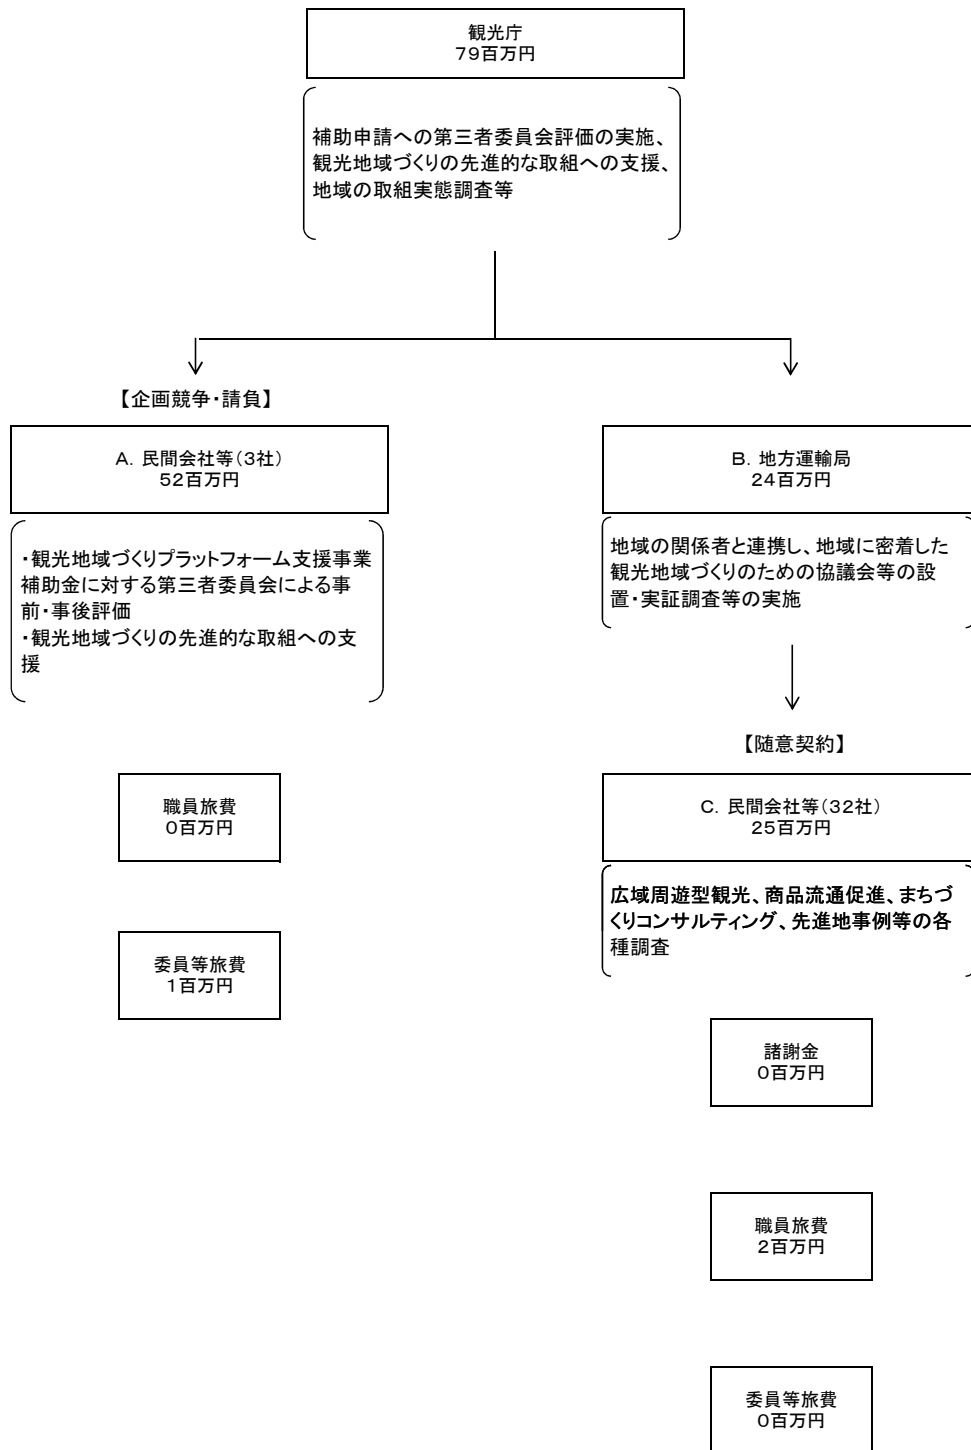 観光庁
79百万円
補助申請への第三者委員会評価の実施、
観光地域づくりの先進的な取組への支援、
地域の取組実態調査等
【企画競争・請負】
A．民間会社等（3社）
52百万円
・観光地域づくりプラットフォーム支援事業
補助金に対する第三者委員会による事
前・事後評価
・観光地域づくりの先進的な取組への支
援
職員旅費
0百万円
委員等旅費
1百万円
B．地方運輸局
24百万円
地域の関係者と連携し、地域に密着した
観光地域づくりのための協議会等の設
置・実証調査等の実施
【随意契約】
C．民間会社等（32社）
25百万円
広域周遊型観光、商品流通促進、まちづ
くりコンサルティング、先進地事例等の各
種調査
諸謝金
0百万円
職員旅費
2百万円
委員等旅費
0百万円